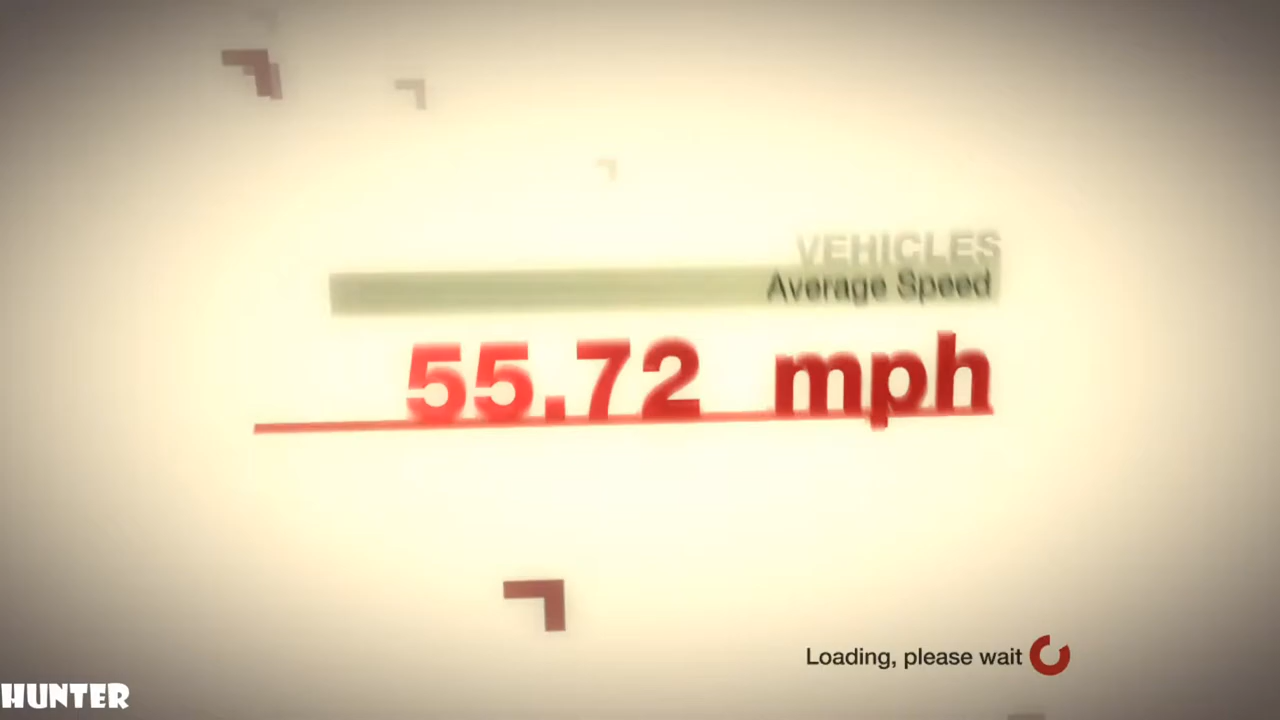 VEHICLES
Average Speed
55.72 mph
Loading, please wait
HUNTER